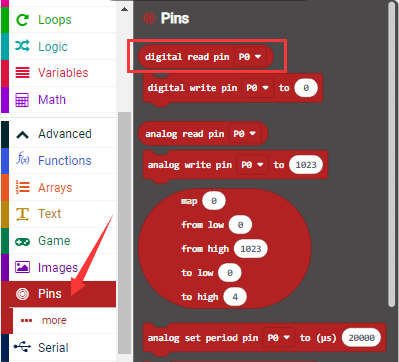 Loops
Logic
Variables
Math
Advanced
Functions
Arrays
Text
Game
Images
Pins
more
Serial
Pins
digital read pin P0
digital write pin P0 to 0
analog read pin P0
analog write pin P0 to 1023
map 0
from low 0
from high 1023
to low 0
to high 4
analog set period pin P0 to (µs) 20000